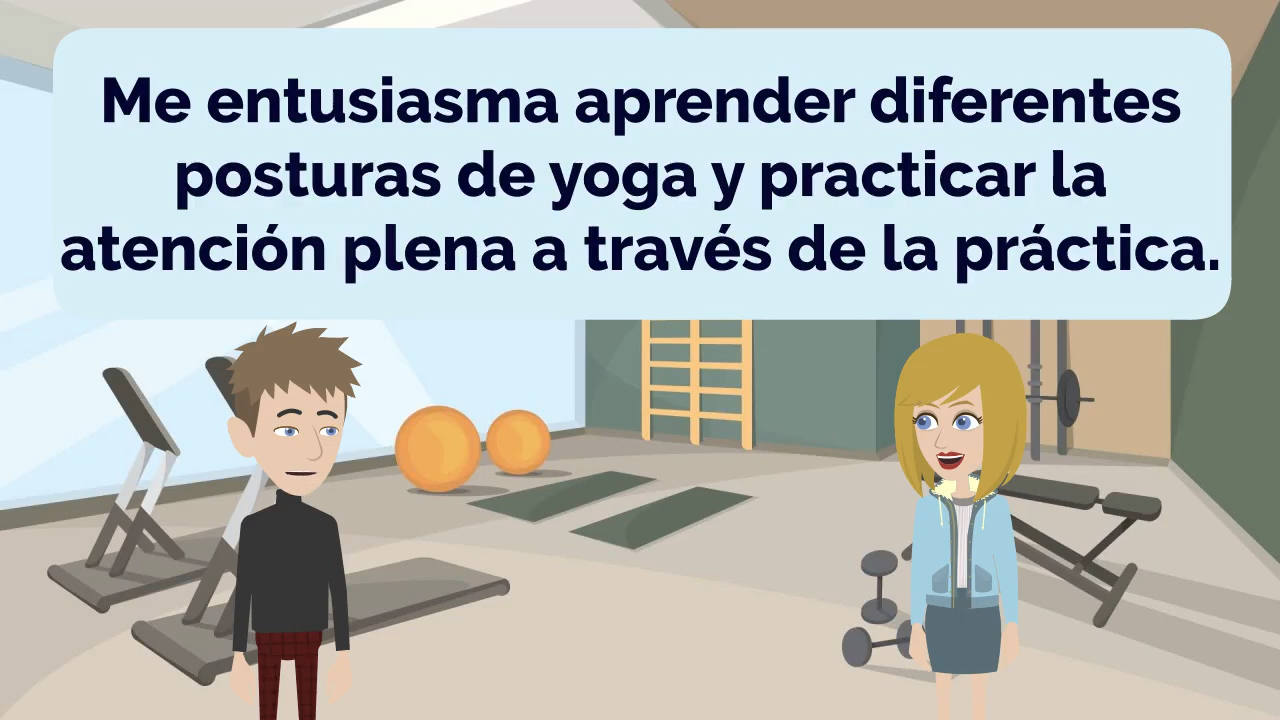 Me entusiasma aprender diferentes
posturas de yoga y practicar la
atención plena a través de la práctica.